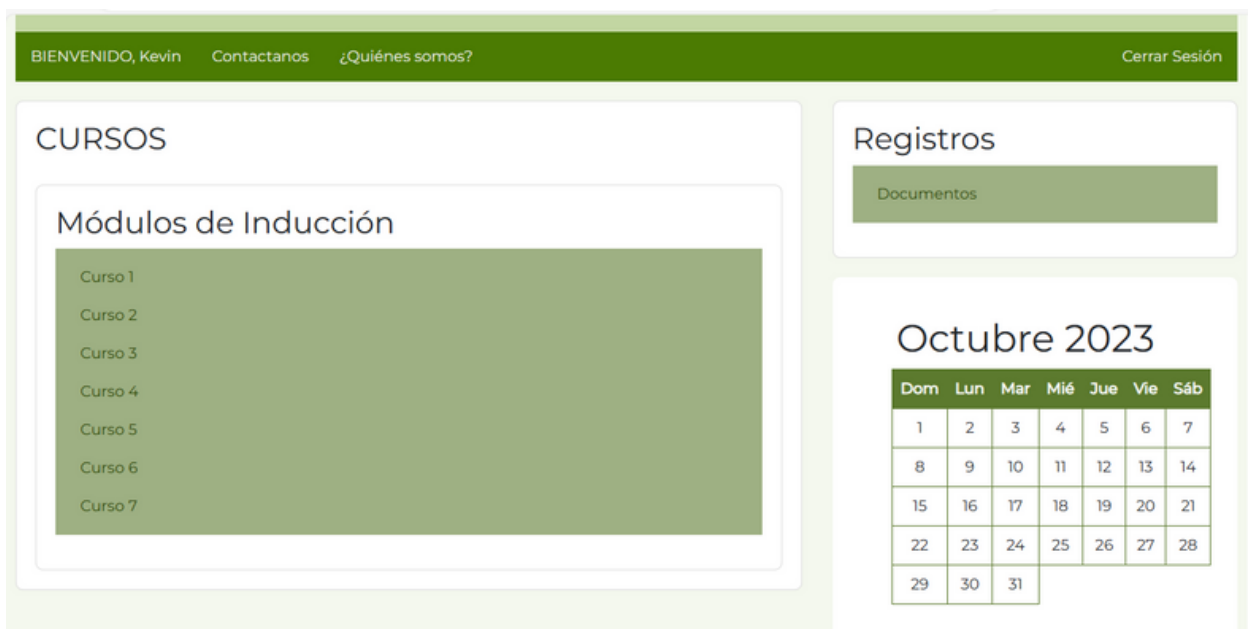 BIENVENIDO, Kevin Contactanos ¿Quiénes somos? Cerrar Sesión
CURSOS
Módulos de Inducción
Curso 1
Curso 2
Curso 3
Curso 4
Curso 5
Curso 6
Curso 7
Registros
Documentos
Octubre 2023
Dom Lun Mar Mié Jue Vie Sáb
1 2 3 4 5 6 7
8 9 10 11 12 13 14
15 16 17 18 19 20 21
22 23 24 25 26 27 28
29 30 31